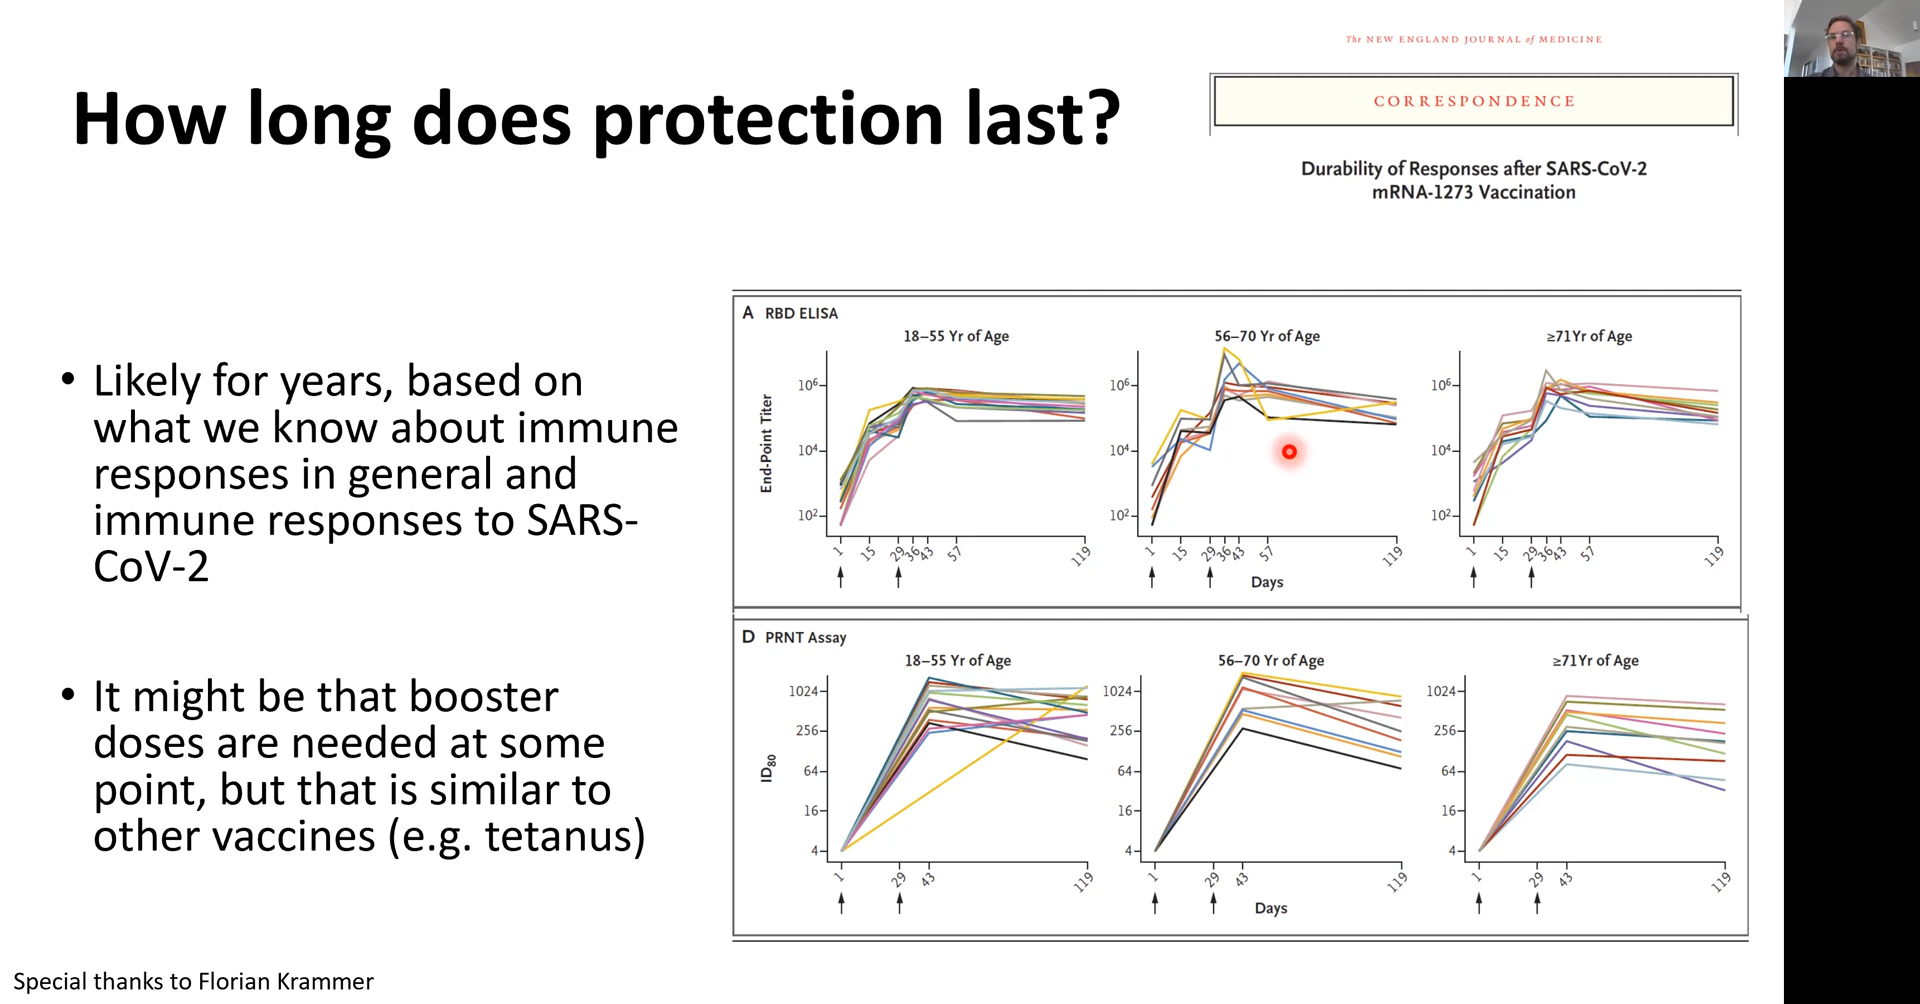 The NEW ENGLAND JOURNAL of MEDICINE
How long does protection last?
CORRESPONDENCE
Durability of Responses after SARS-CoV-2
mRNA-1273 Vaccination
• Likely for years, based on
what we know about immune
responses in general and
immune responses to SARS-
CoV-2
• It might be that booster
doses are needed at some
point, but that is similar to
other vaccines (e.g. tetanus)
A RBD ELISA
18–55 Yr of Age
56–70 Yr of Age
≥71Yr of Age
End-Point Titer
10⁶
10⁴
10²
1 15 29 36 43 57 119
10⁶
10⁴
10²
1 15 29 36 43 57 119
10⁶
10⁴
10²
1 15 29 36 43 57 119
Days
D PRNT Assay
18–55 Yr of Age
56–70 Yr of Age
≥71Yr of Age
ID₈₀
1024
256
64
16
4
1 29 43 119
1024
256
64
16
4
1 29 43 119
1024
256
64
16
4
1 29 43 119
Days
Special thanks to Florian Krammer